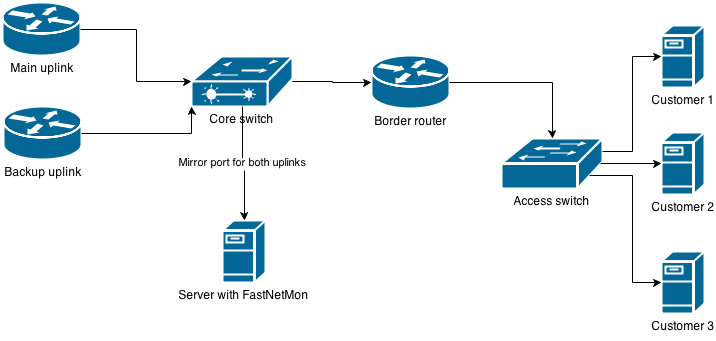 Main uplink
Core switch
Border router
Customer 1
Backup uplink
Mirror port for both uplinks
Access switch
Customer 2
Server with FastNetMon
Customer 3